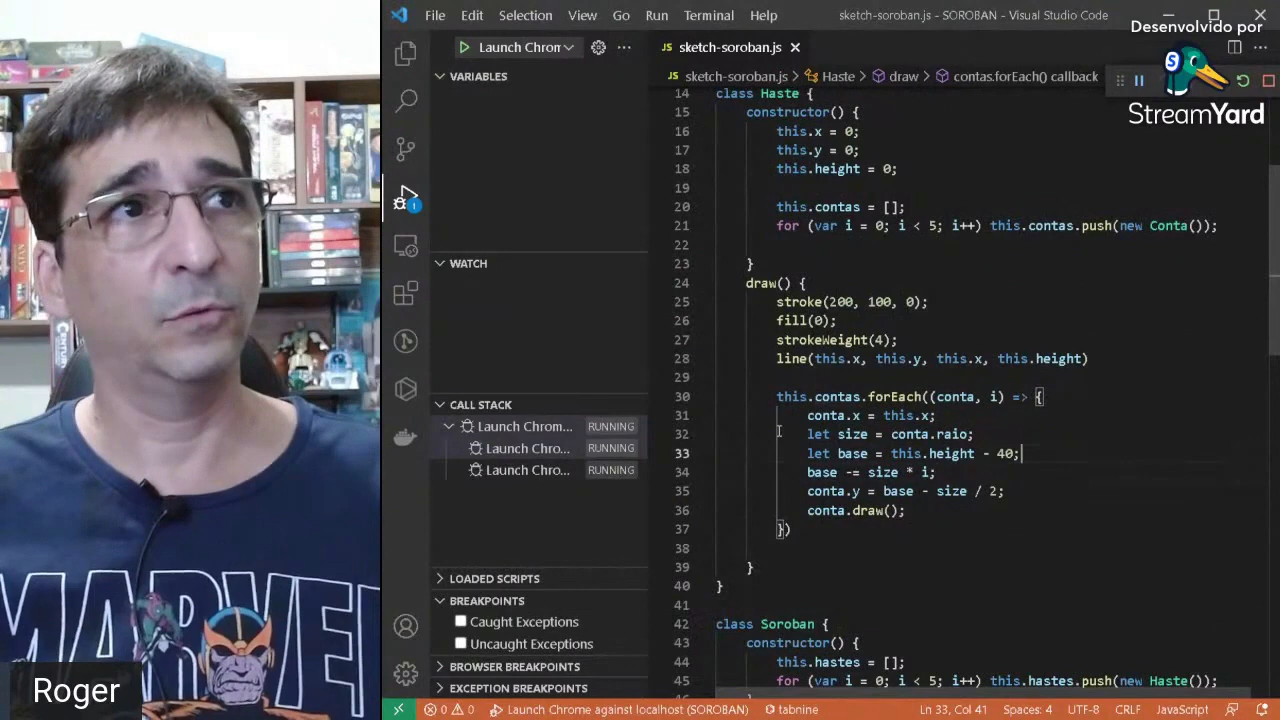 File Edit Selection View Go Run Terminal Help
sketch-soroban.js - SOROBAN - Visual Studio Code
Desenvolvido por
S
StreamYard
Launch Chrom
JS sketch-soroban.js
JS sketch-soroban.js > Haste > draw > contas.forEach() callback
VARIABLES
WATCH
CALL STACK
Launch Chrom... RUNNING
Launch Chro... RUNNING
Launch Chro... RUNNING
LOADED SCRIPTS
BREAKPOINTS
Caught Exceptions
Uncaught Exceptions
BROWSER BREAKPOINTS
EXCEPTION BREAKPOINTS
1
14 class Haste {
15 constructor() {
16 this.x = 0;
17 this.y = 0;
18 this.height = 0;
19
20 this.contas = [];
21 for (var i = 0; i < 5; i++) this.contas.push(new Conta());
22
23 }
24 draw() {
25 stroke(200, 100, 0);
26 fill(0);
27 strokeWeight(4);
28 line(this.x, this.y, this.x, this.height)
29
30 this.contas.forEach((conta, i) => {
31 conta.x = this.x;
32 let size = conta.raio;
33 let base = this.height - 40;
34 base -= size * i;
35 conta.y = base - size / 2;
36 conta.draw();
37 })
38
39 }
40 }
41
42 class Soroban {
43 constructor() {
44 this.hastes = [];
45 for (var i = 0; i < 5; i++) this.hastes.push(new Haste());
0 0 Launch Chrome against localhost (SOROBAN) tabnine
Ln 33, Col 41 Spaces: 4 UTF-8 CRLF JavaScript
CATAN
MARVEL
Roger